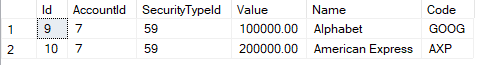 Id AccountId SecurityTypeId Value Name Code
1 9 7 59 100000.00 Alphabet GOOG
2 10 7 59 200000.00 American Express AXP